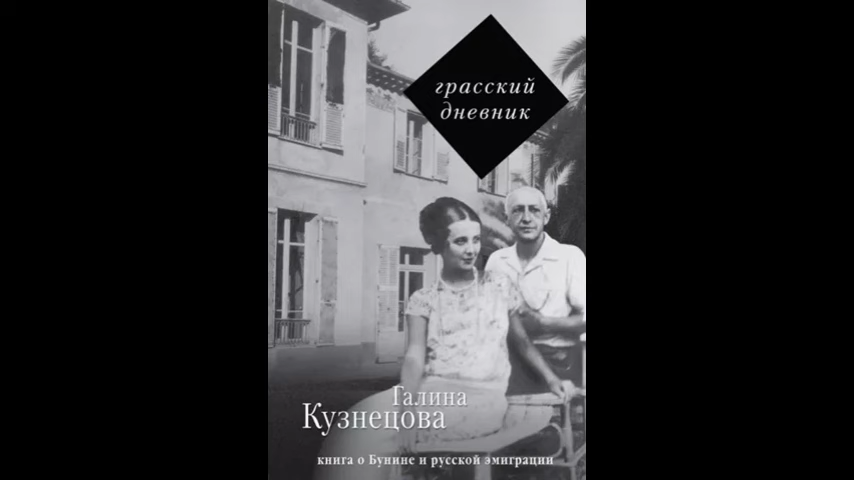 грасский
дневник
Галина
Кузнецова
книга о Бунине и русской эмиграции